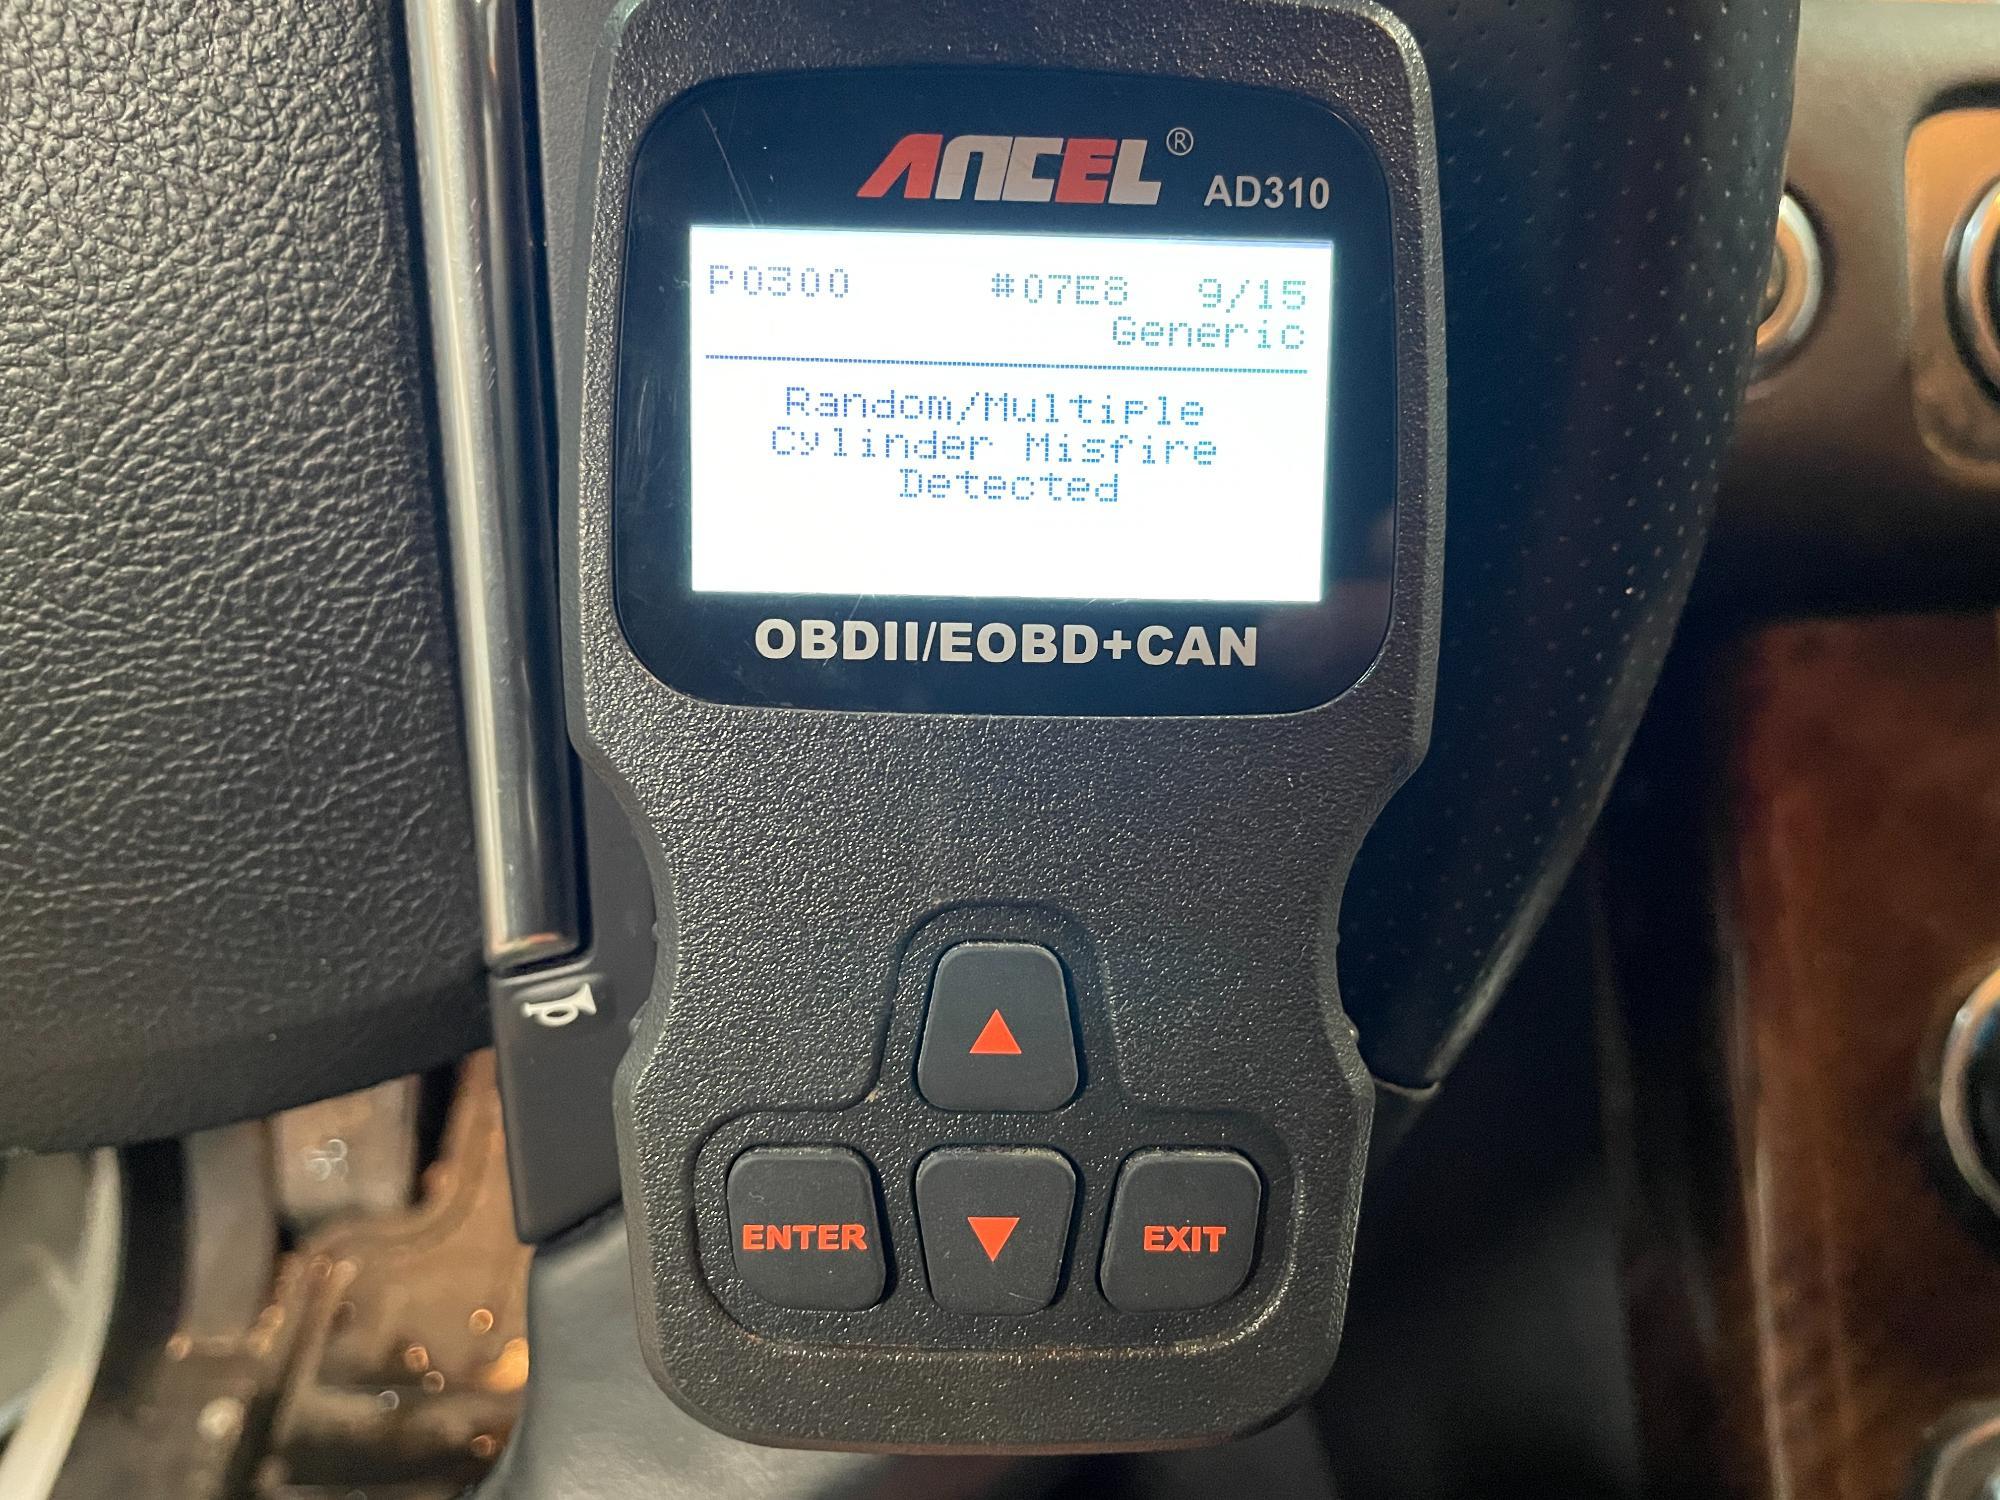 ANCEL®
AD310
P0300 #07E8 9/15
Generic
Random/Multiple
Cylinder Misfire
Detected
OBDII/EOBD+CAN
ENTER
EXIT